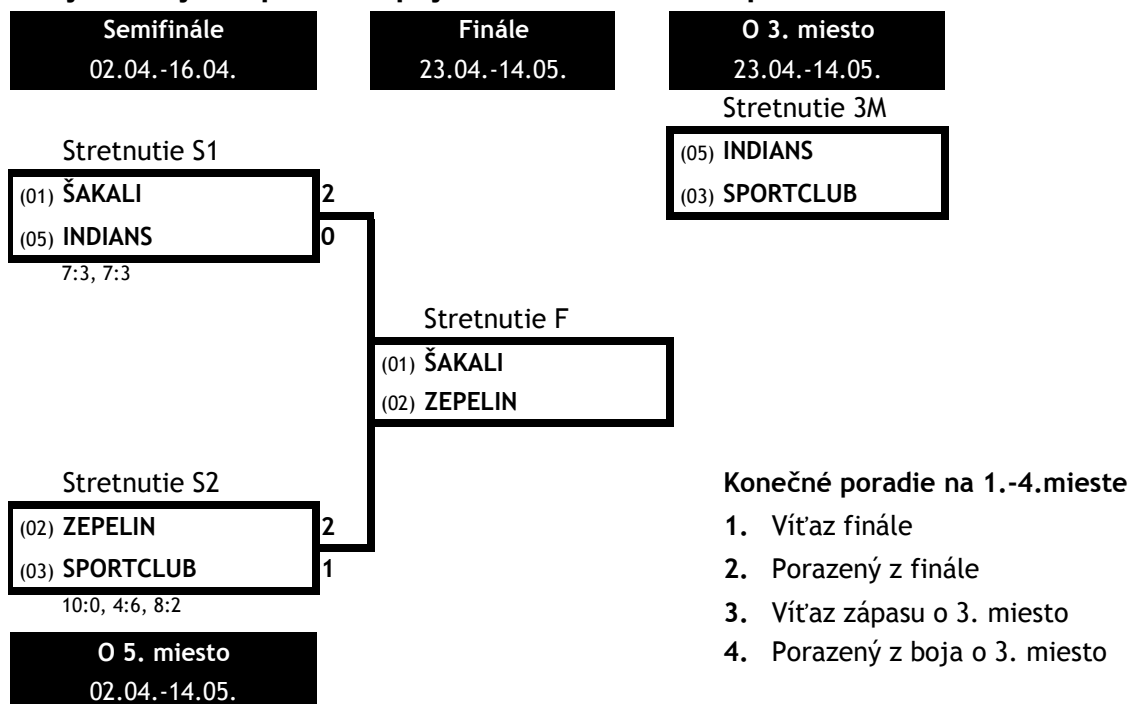 Semifinále
02.04.-16.04.
Finále
23.04.-14.05.
O 3. miesto
23.04.-14.05.
Stretnutie 3M
(05) INDIANS
(03) SPORTCLUB
Stretnutie S1
(01) ŠAKALI 2
(05) INDIANS 0
7:3, 7:3
Stretnutie F
(01) ŠAKALI
(02) ZEPELIN
Stretnutie S2
(02) ZEPELIN 2
(03) SPORTCLUB 1
10:0, 4:6, 8:2
Konečné poradie na 1.-4.mieste
1. Víťaz finále
2. Porazený z finále
3. Víťaz zápasu o 3. miesto
4. Porazený z boja o 3. miesto
O 5. miesto
02.04.-14.05.